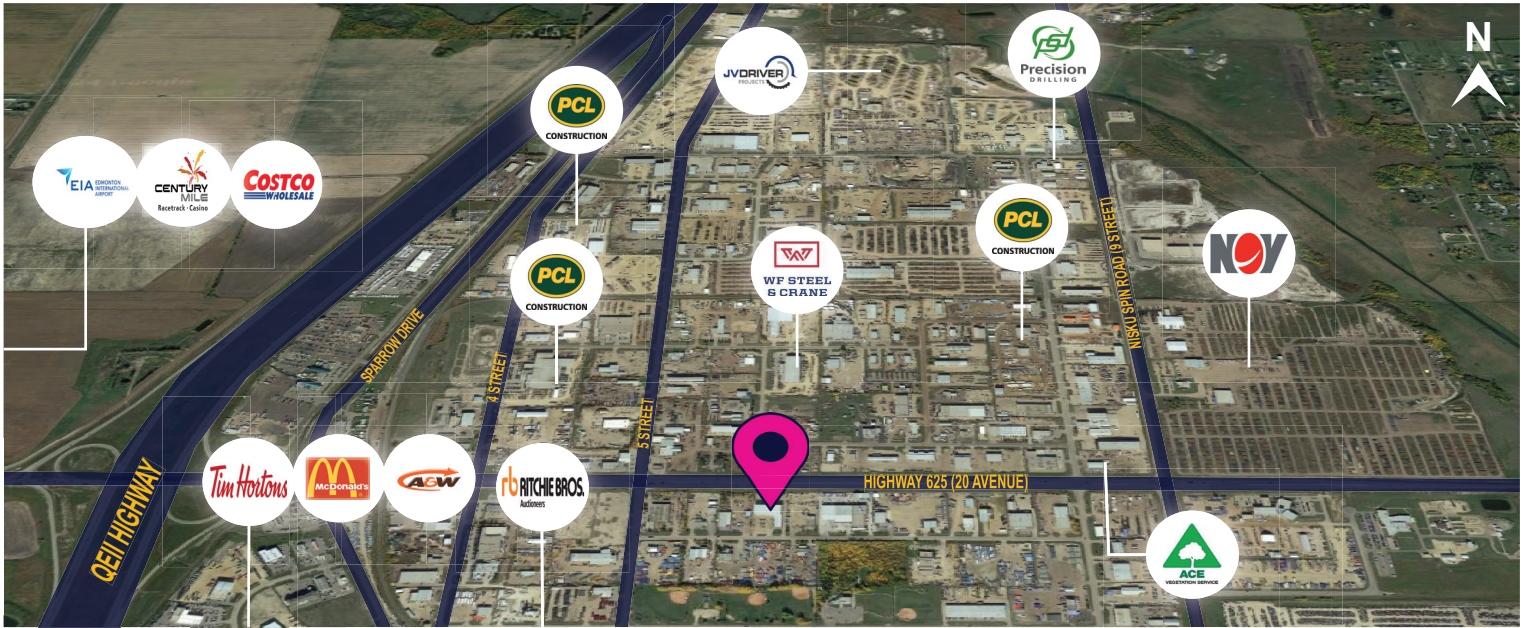 N
JVDRIVER
PROJECTS
Precision
DRILLING
PCL
CONSTRUCTION
EIA EDMONTON
INTERNATIONAL
AIRPORT
CENTURY
MILE
Racetrack · Casino
COSTCO
WHOLESALE
PCL
CONSTRUCTION
NOV
WF STEEL
& CRANE
PCL
CONSTRUCTION
NISKU SPIN ROAD (9 STREET)
SPARROW DRIVE
4 STREET
5 STREET
QEII HIGHWAY
Tim Hortons
McDonald's
A&W
rb RITCHIE BROS.
Auctioneers
HIGHWAY 625 (20 AVENUE)
ACE
VEGETATION SERVICE